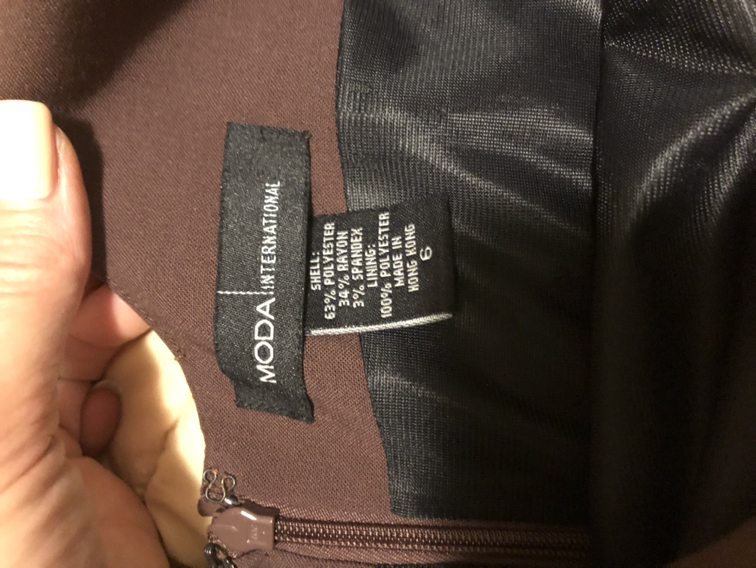 MODA INTERNATIONAL
SHELL:
63% POLYESTER
34% RAYON
3% SPANDEX
LINING:
100% POLYESTER
MADE IN
HONG KONG
6